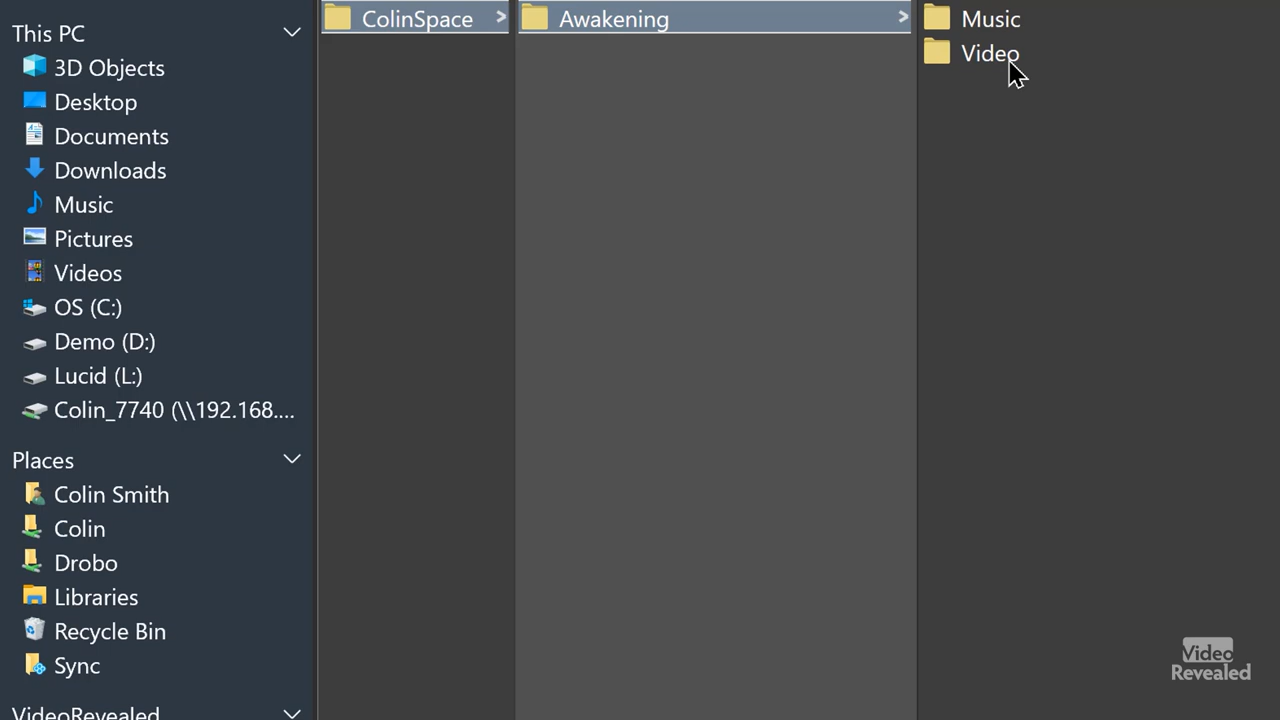 This PC
3D Objects
Desktop
Documents
Downloads
Music
Pictures
Videos
OS (C:)
Demo (D:)
Lucid (L:)
Colin_7740 (\\192.168....
Places
Colin Smith
Colin
Drobo
Libraries
Recycle Bin
Sync
VideoRevealed
ColinSpace >
Awakening >
Music
Video
Video
Revealed